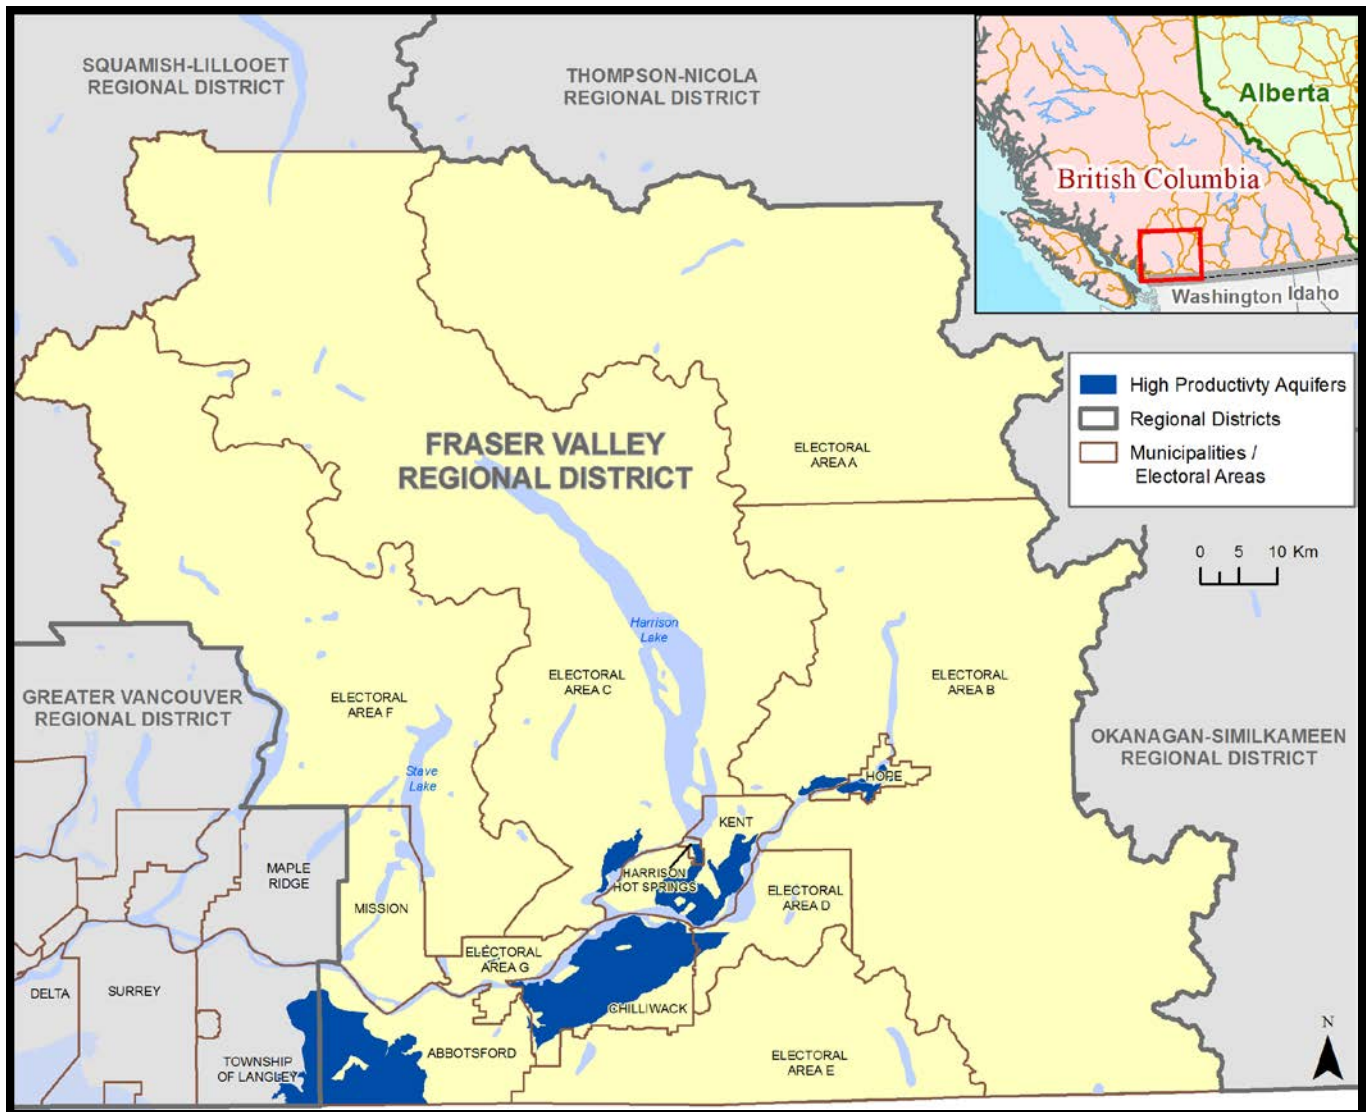 SQUAMISH-LILLOOET
REGIONAL DISTRICT
THOMPSON-NICOLA
REGIONAL DISTRICT
Alberta
British Columbia
Washington
Idaho
High Productivty Aquifers
Regional Districts
Municipalities /
Electoral Areas
FRASER VALLEY
REGIONAL DISTRICT
ELECTORAL
AREA A
0 5 10 Km
Harrison
Lake
ELECTORAL
AREA C
ELECTORAL
AREA B
GREATER VANCOUVER
REGIONAL DISTRICT
ELECTORAL
AREA F
OKANAGAN-SIMILKAMEEN
REGIONAL DISTRICT
Stave
Lake
HOPE
KENT
MAPLE
RIDGE
HARRISON
HOT SPRINGS
MISSION
ELECTORAL
AREA D
ELECTORAL
AREA G
DELTA
SURREY
CHILLIWACK
TOWNSHIP
OF LANGLEY
ABBOTSFORD
ELECTORAL
AREA E
N